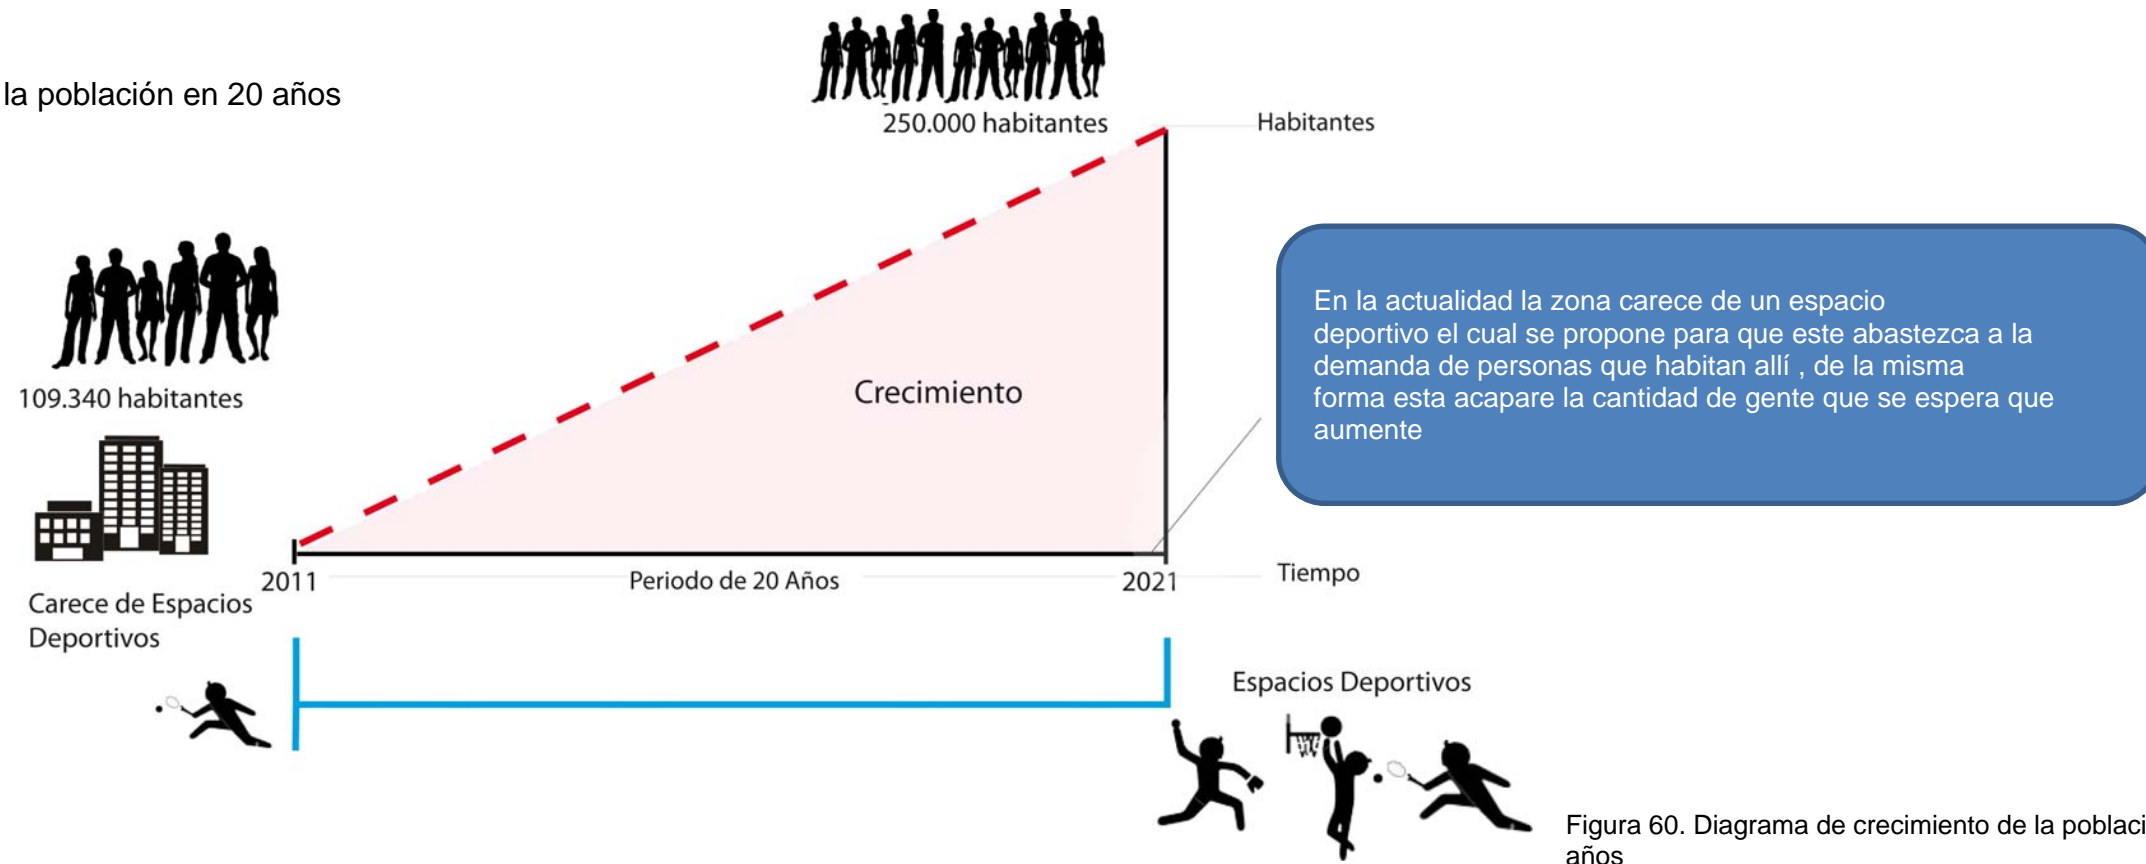 la población en 20 años
250.000 habitantes
Habitantes
109.340 habitantes
Crecimiento
En la actualidad la zona carece de un espacio
deportivo el cual se propone para que este abastezca a la
demanda de personas que habitan allí , de la misma
forma esta acapare la cantidad de gente que se espera que
aumente
2011
Periodo de 20 Años
2021
Tiempo
Carece de Espacios
Deportivos
Espacios Deportivos
Figura 60. Diagrama de crecimiento de la poblaci
años